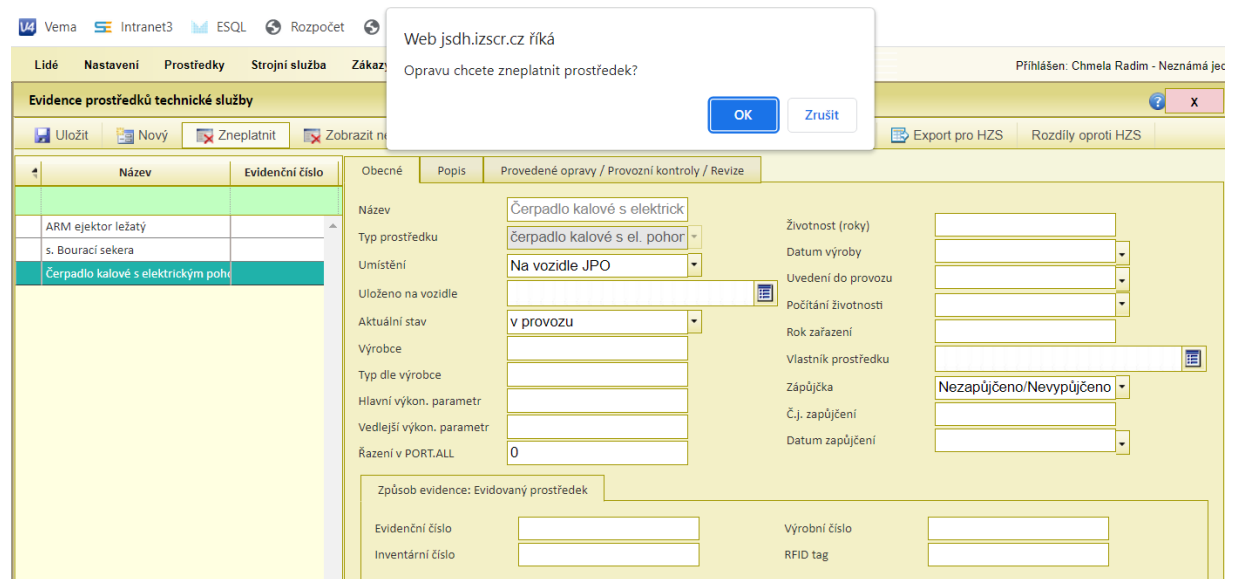 Vema Intranet3 ESQL Rozpočet
Web jsdh.izscr.cz říká
Opravu chcete zneplatnit prostředek?
OK Zrušit
Lidé Nastavení Prostředky Strojní služba Zákaz
Přihlášen: Chmela Radim - Neznámá jed
Evidence prostředků technické služby
X
Uložit Nový Zneplatnit Zobrazit ne
Export pro HZS Rozdíly oproti HZS
Název Evidenční číslo
ARM ejektor ležatý
s. Bourací sekera
Čerpadlo kalové s elektrickým poho
Obecné Popis Provedené opravy / Provozní kontroly / Revize
Název Čerpadlo kalové s elektrick
Typ prostředku čerpadlo kalové s el. pohor
Umístění Na vozidle JPO
Uloženo na vozidle
Aktuální stav v provozu
Výrobce
Typ dle výrobce
Hlavní výkon. parametr
Vedlejší výkon. parametr
Řazení v PORT.ALL 0
Životnost (roky)
Datum výroby
Uvedení do provozu
Počítání životnosti
Rok zařazení
Vlastník prostředku
Zápůjčka Nezapůjčeno/Nevypůjčeno
Č.j. zapůjčení
Datum zapůjčení
Způsob evidence: Evidovaný prostředek
Evidenční číslo
Výrobní číslo
Inventární číslo
RFID tag